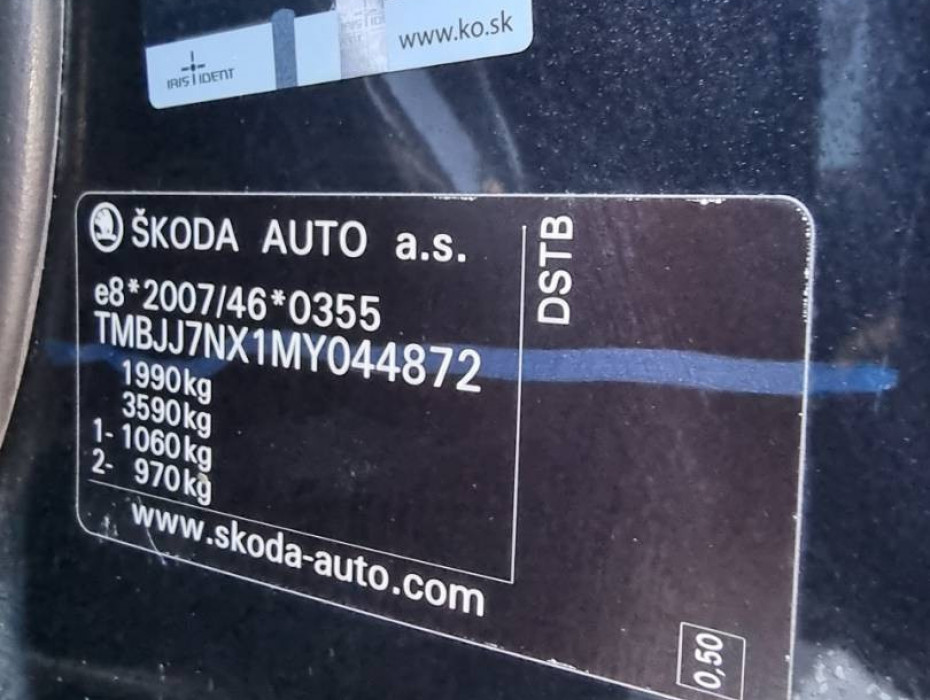 www.ko.sk
IRIS IDENT
ŠKODA AUTO a.s.
e8*2007/46*0355
TMBJJ7NX1MY044872
1990kg
3590kg
1- 1060kg
2- 970kg
www.skoda-auto.com
DSTB
0,50